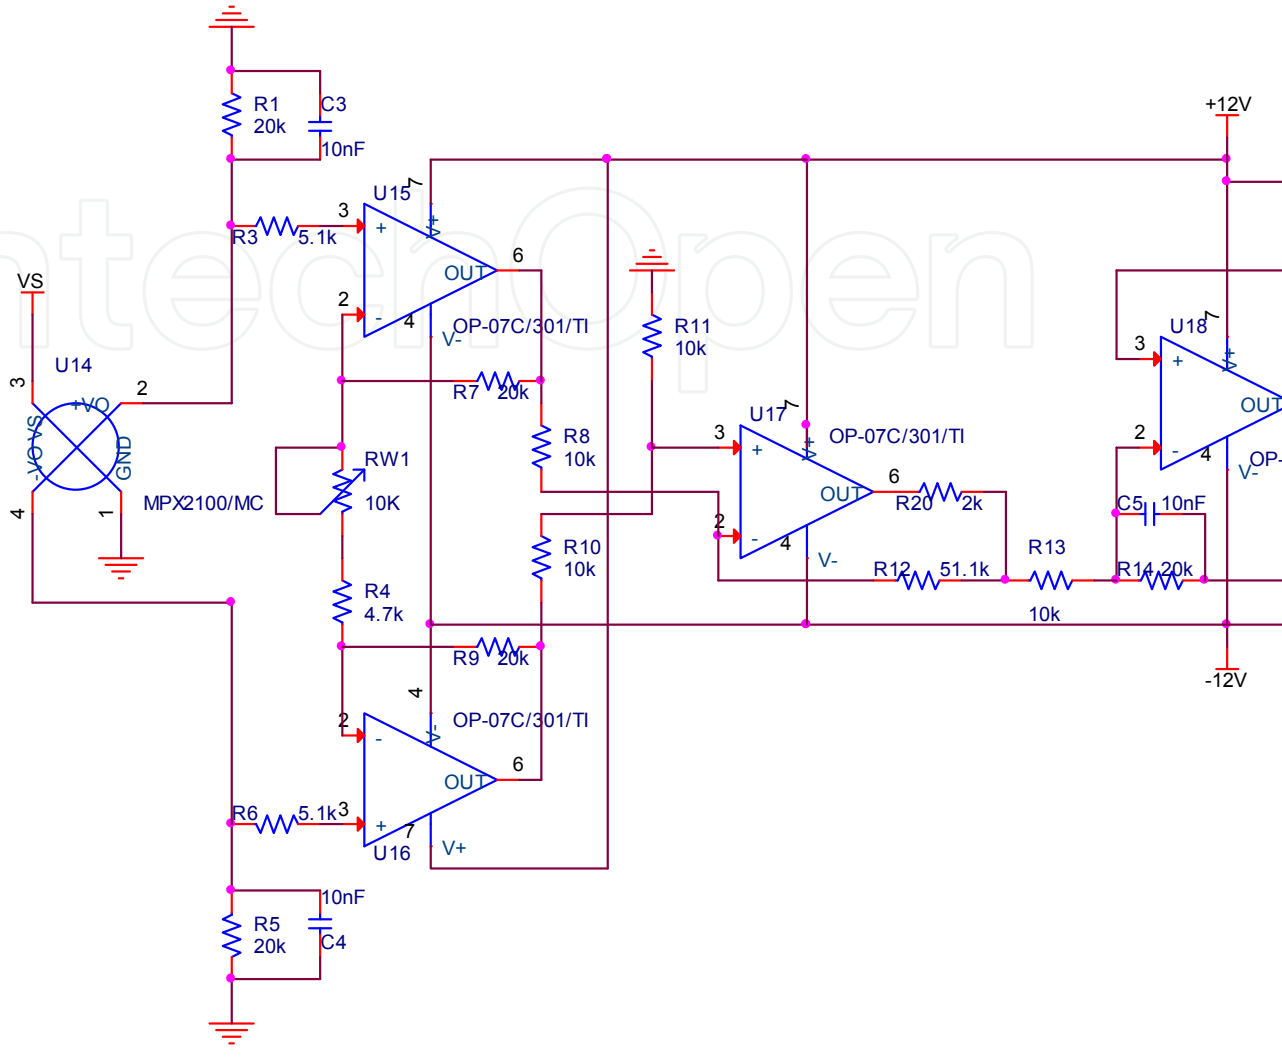 R1
20k
C3
10nF
+12V
U15
7
3
+
V+
R3
5.1k
6
OUT
2
-
4
V-
OP-07C/301/TI
IntechOpen
VS
U14
3
2
+VO
VS
-VO
GND
4
1
MPX2100/MC
R7
20k
R11
10k
U18
7
3
+
V+
OUT
2
-
4
V-
OP-
R8
10k
U17
7
OP-07C/301/TI
3
+
V+
6
OUT
2
-
4
V-
R20
2k
C5
10nF
RW1
10K
R10
10k
R12
51.1k
R13
10k
R14
20k
R4
4.7k
R9
20k
-12V
4
OP-07C/301/TI
2
-
V-
6
OUT
R6
5.1k
3
+
7
V+
U16
10nF
C4
R5
20k